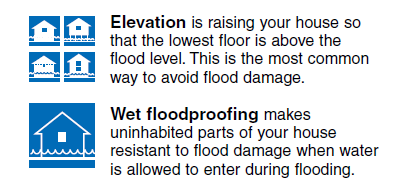 Elevation is raising your house so
that the lowest floor is above the
flood level. This is the most common
way to avoid flood damage.
Wet floodproofing makes
uninhabited parts of your house
resistant to flood damage when water
is allowed to enter during flooding.